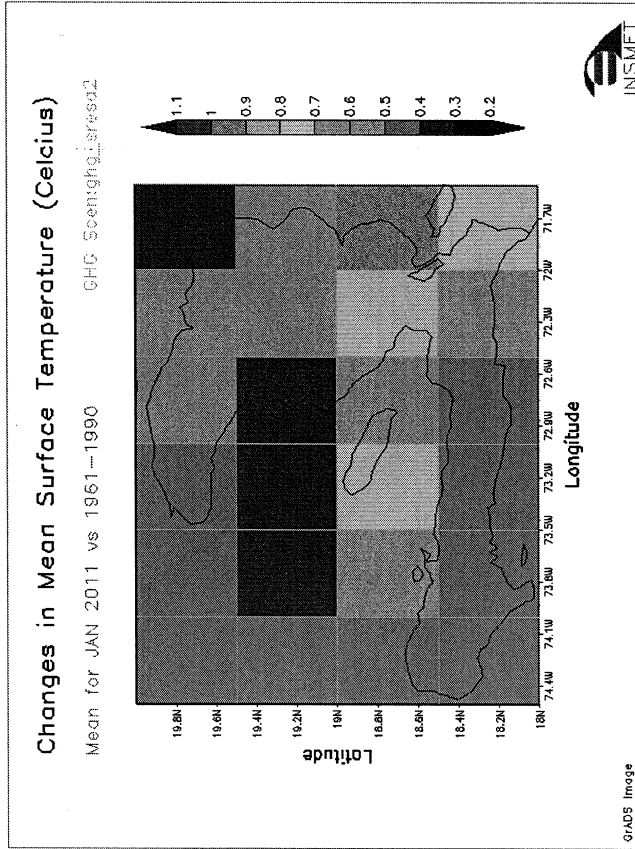 Changes in Mean Surface Temperature (Celcius)
Mean for JAN 2011 vs 1961–1990
GHG Scen:ghgisresa2
1.1
1
0.9
0.8
0.7
0.6
0.5
0.4
0.3
0.2
Latitude
19.8N
19.6N
19.4N
19.2N
19N
18.8N
18.6N
18.4N
18.2N
18N
74.4W
74.1W
73.8W
73.5W
73.2W
72.9W
72.6W
72.3W
72W
71.7W
Longitude
INSMET
GrADS Image